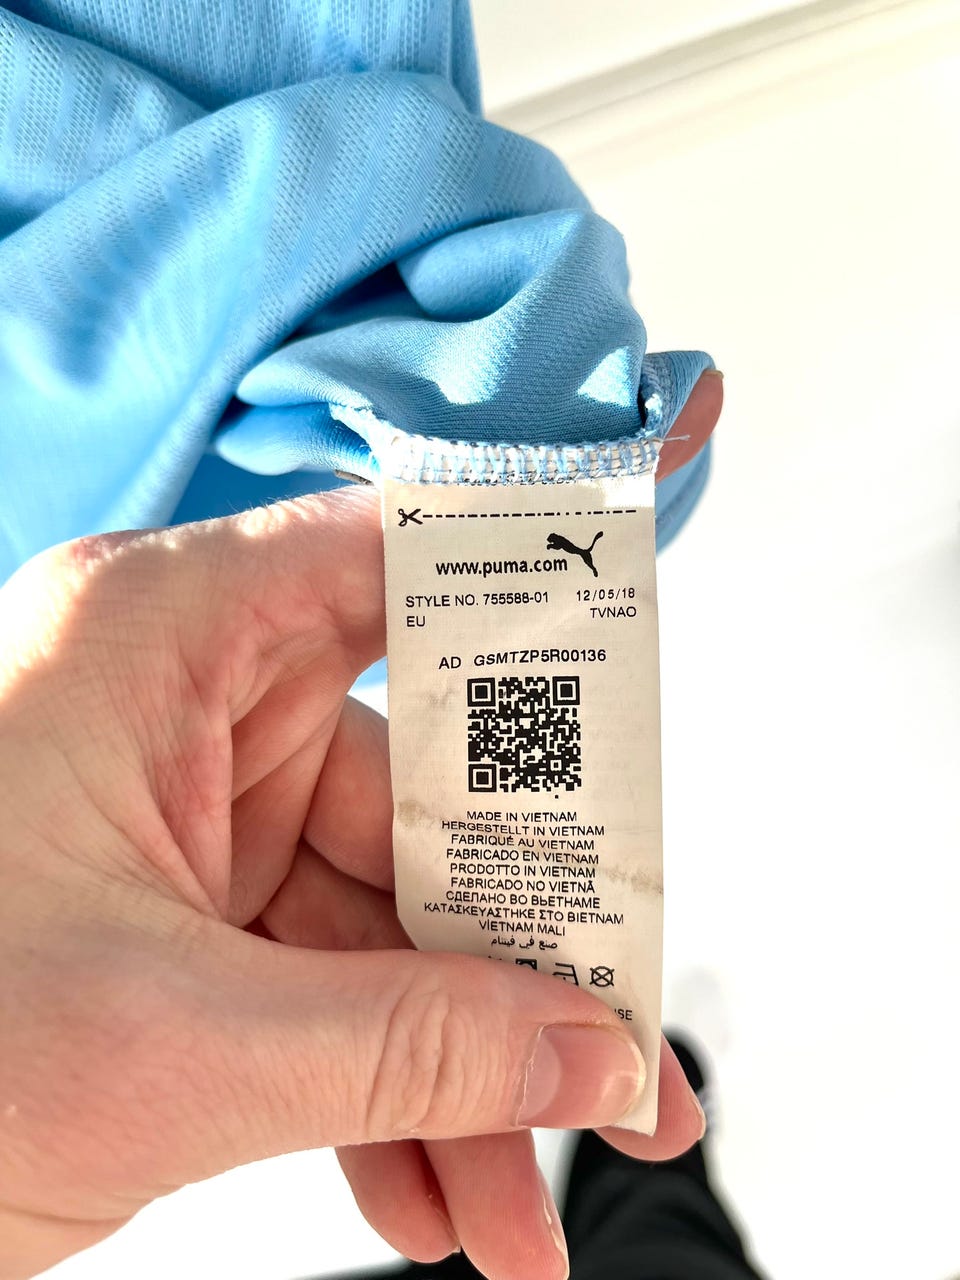 www.puma.com
STYLE NO. 755588-01 12/05/18
EU TVNAO
AD GSMTZP5R00136
MADE IN VIETNAM
HERGESTELLT IN VIETNAM
FABRIQUÉ AU VIETNAM
FABRICADO EN VIETNAM
PRODOTTO IN VIETNAM
FABRICADO NO VIETNÃ
СДЕЛАНО ВО ВЬЕТНАМЕ
ΚΑΤΑΣΚΕΥΑΣΤΗΚΕ ΣΤΟ ΒΙΕΤΝΑΜ
VİETNAM MALI
صنع في فيتنام